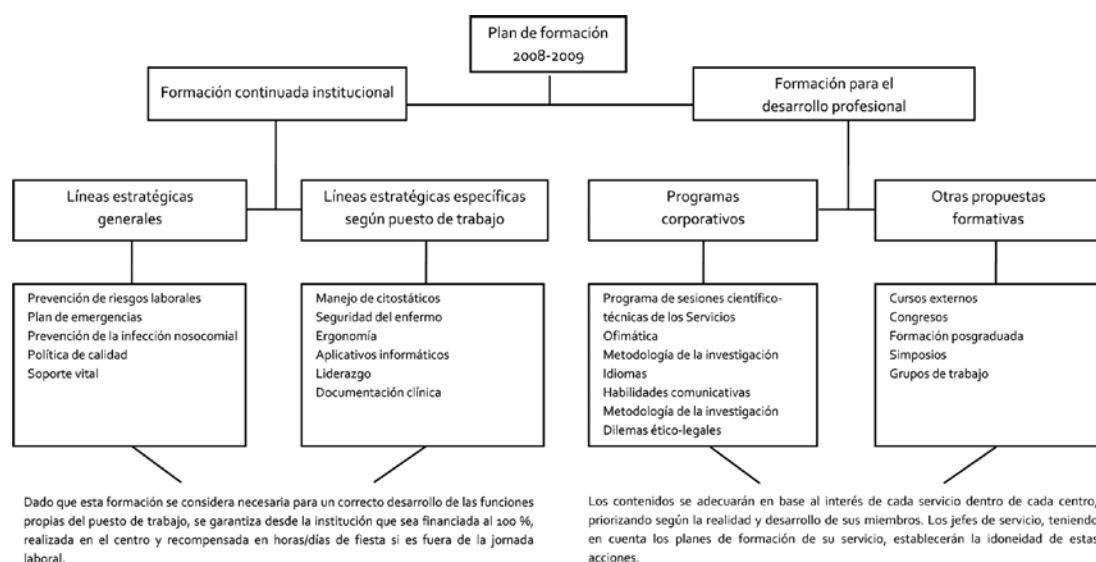 Plan de formación
2008-2009
Formación continuada institucional
Formación para el
desarrollo profesional
Líneas estratégicas
generales
Líneas estratégicas específicas
según puesto de trabajo
Programas
corporativos
Otras propuestas
formativas
Prevención de riesgos laborales
Plan de emergencias
Prevención de la infección nosocomial
Política de calidad
Soporte vital
Manejo de citostáticos
Seguridad del enfermo
Ergonomía
Aplicativos informáticos
Liderazgo
Documentación clínica
Programa de sesiones científico-
técnicas de los Servicios
Ofimática
Metodología de la investigación
Idiomas
Habilidades comunicativas
Metodología de la investigación
Dilemas ético-legales
Cursos externos
Congresos
Formación posgraduada
Simposios
Grupos de trabajo
Dado que esta formación se considera necesaria para un correcto desarrollo de las funciones
propias del puesto de trabajo, se garantiza desde la institución que sea financiada al 100 %,
realizada en el centro y recompensada en horas/días de fiesta si es fuera de la jornada
laboral.
Los contenidos se adecuarán en base al interés de cada servicio dentro de cada centro,
priorizando según la realidad y desarrollo de sus miembros. Los jefes de servicio, teniendo
en cuenta los planes de formación de su servicio, establecerán la idoneidad de estas
acciones.